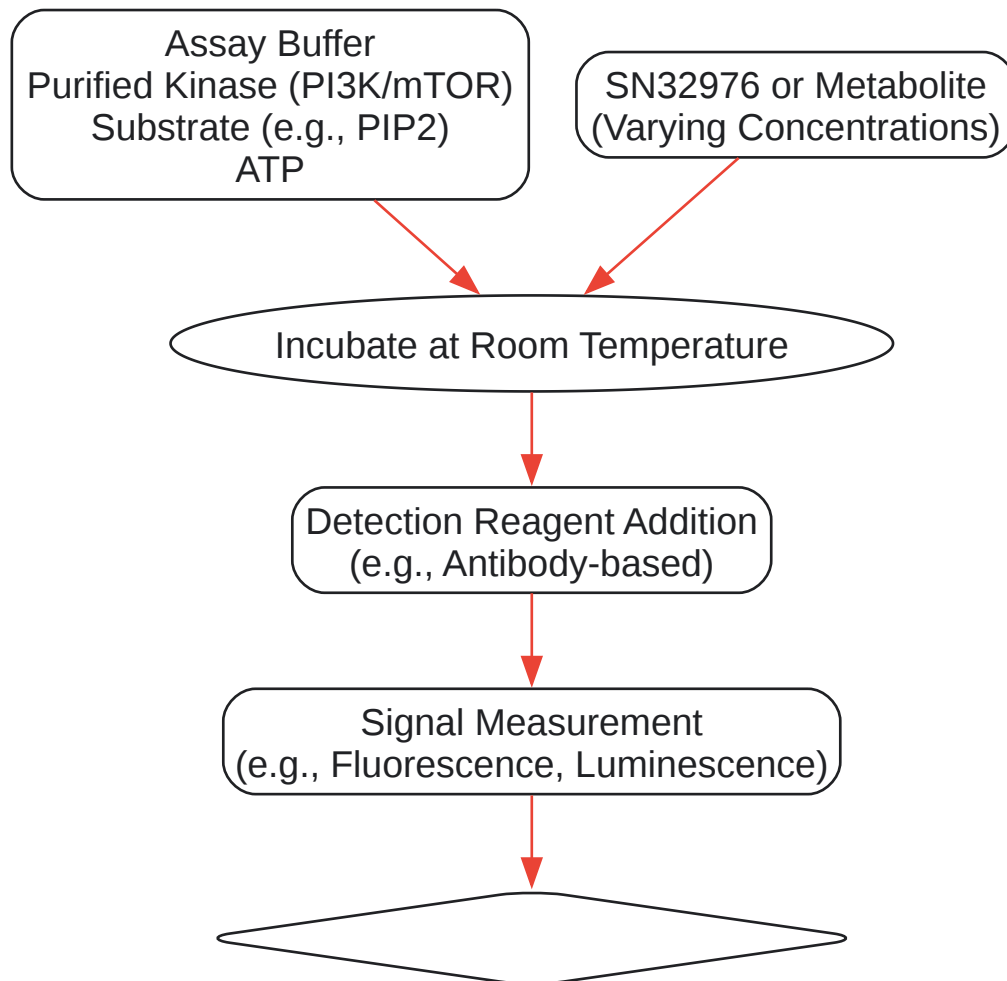 Assay Buffer
Purified Kinase (PI3K/mTOR)
Substrate (e.g., PIP2)
ATP
SN32976 or Metabolite
(Varying Concentrations)
Incubate at Room Temperature
Detection Reagent Addition
(e.g., Antibody-based)
Signal Measurement
(e.g., Fluorescence, Luminescence)